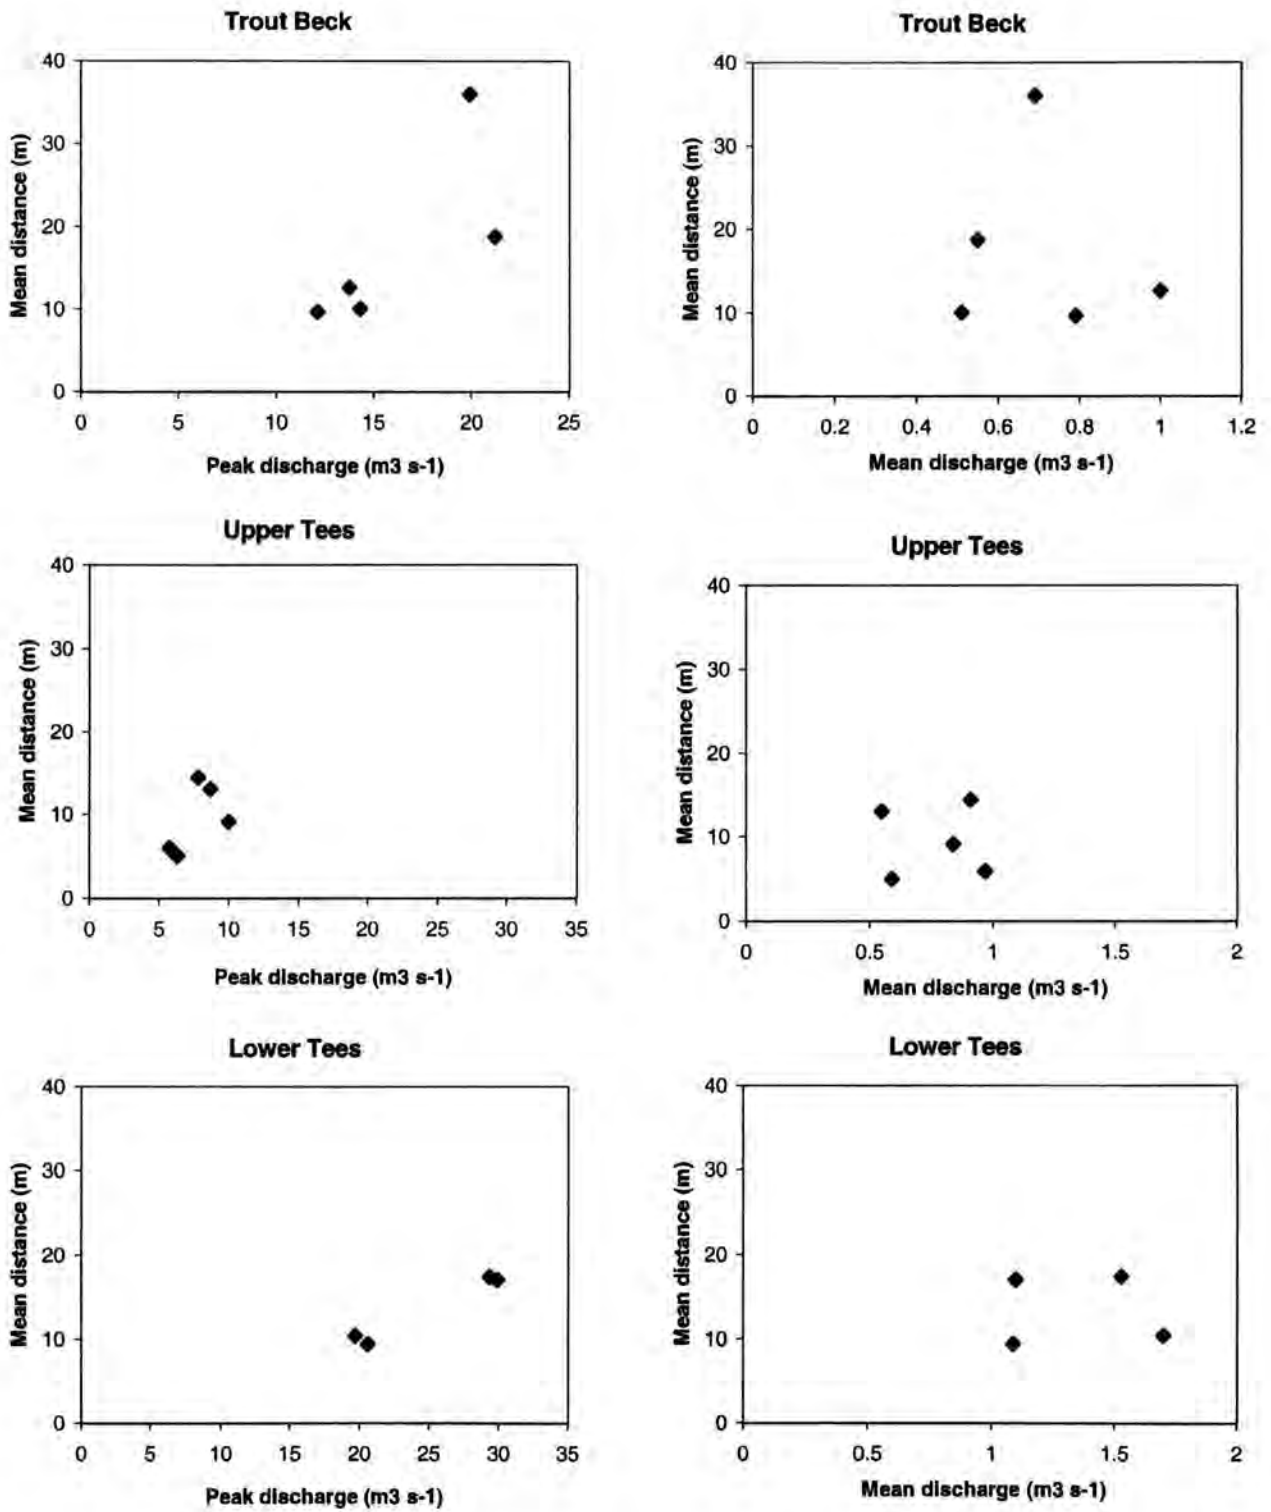 Trout Beck
40
30
20
10
0
Mean distance (m)
0 5 10 15 20 25
Peak discharge (m3 s-1)
Trout Beck
40
30
20
10
0
Mean distance (m)
0 0.2 0.4 0.6 0.8 1 1.2
Mean discharge (m3 s-1)
Upper Tees
40
30
20
10
0
Mean distance (m)
0 5 10 15 20 25 30 35
Peak discharge (m3 s-1)
Upper Tees
40
30
20
10
0
Mean distance (m)
0 0.5 1 1.5 2
Mean discharge (m3 s-1)
Lower Tees
40
30
20
10
0
Mean distance (m)
0 5 10 15 20 25 30 35
Peak discharge (m3 s-1)
Lower Tees
40
30
20
10
0
Mean distance (m)
0 0.5 1 1.5 2
Mean discharge (m3 s-1)